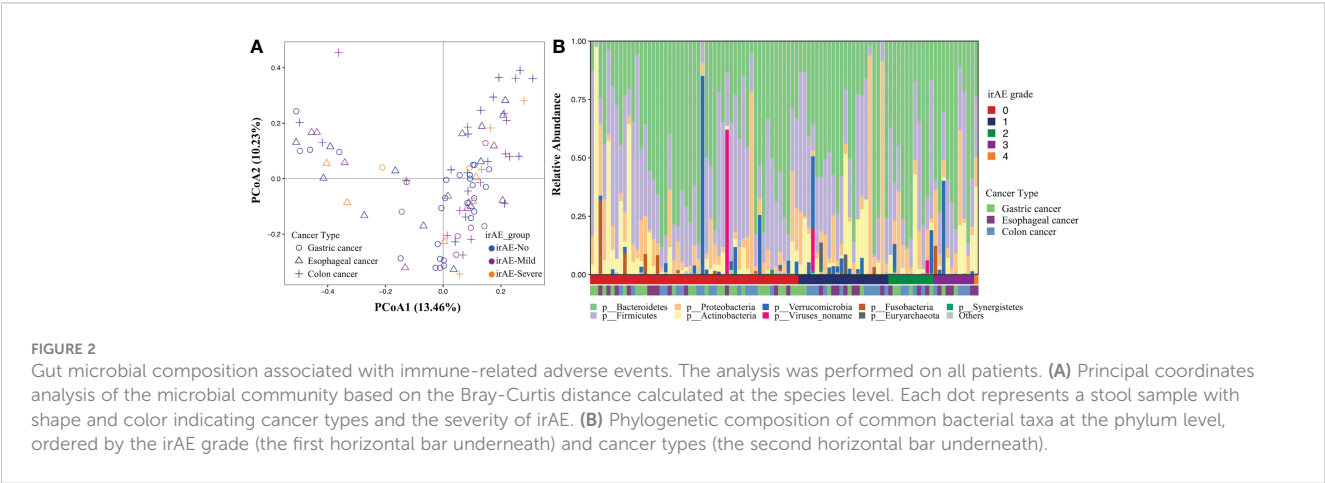 A
B
0.4
0.2
0.0
−0.2
−0.4
−0.2
0.0
0.2
PCoA2 (10.23%)
PCoA1 (13.46%)
Cancer Type
Gastric cancer
Esophageal cancer
Colon cancer
irAE_group
irAE-No
irAE-Mild
irAE-Severe
1.00
0.75
0.50
0.25
0.00
Relative Abundance
irAE grade
0
1
2
3
4
Cancer Type
Gastric cancer
Esophageal cancer
Colon cancer
p__Bacteroidetes p__Proteobacteria p__Verrucomicrobia p__Fusobacteria p__Synergistetes
p__Firmicutes p__Actinobacteria p__Viruses_noname p__Euryarchaeota Others
FIGURE 2
Gut microbial composition associated with immune-related adverse events. The analysis was performed on all patients. (A) Principal coordinates
analysis of the microbial community based on the Bray-Curtis distance calculated at the species level. Each dot represents a stool sample with
shape and color indicating cancer types and the severity of irAE. (B) Phylogenetic composition of common bacterial taxa at the phylum level,
ordered by the irAE grade (the first horizontal bar underneath) and cancer types (the second horizontal bar underneath).